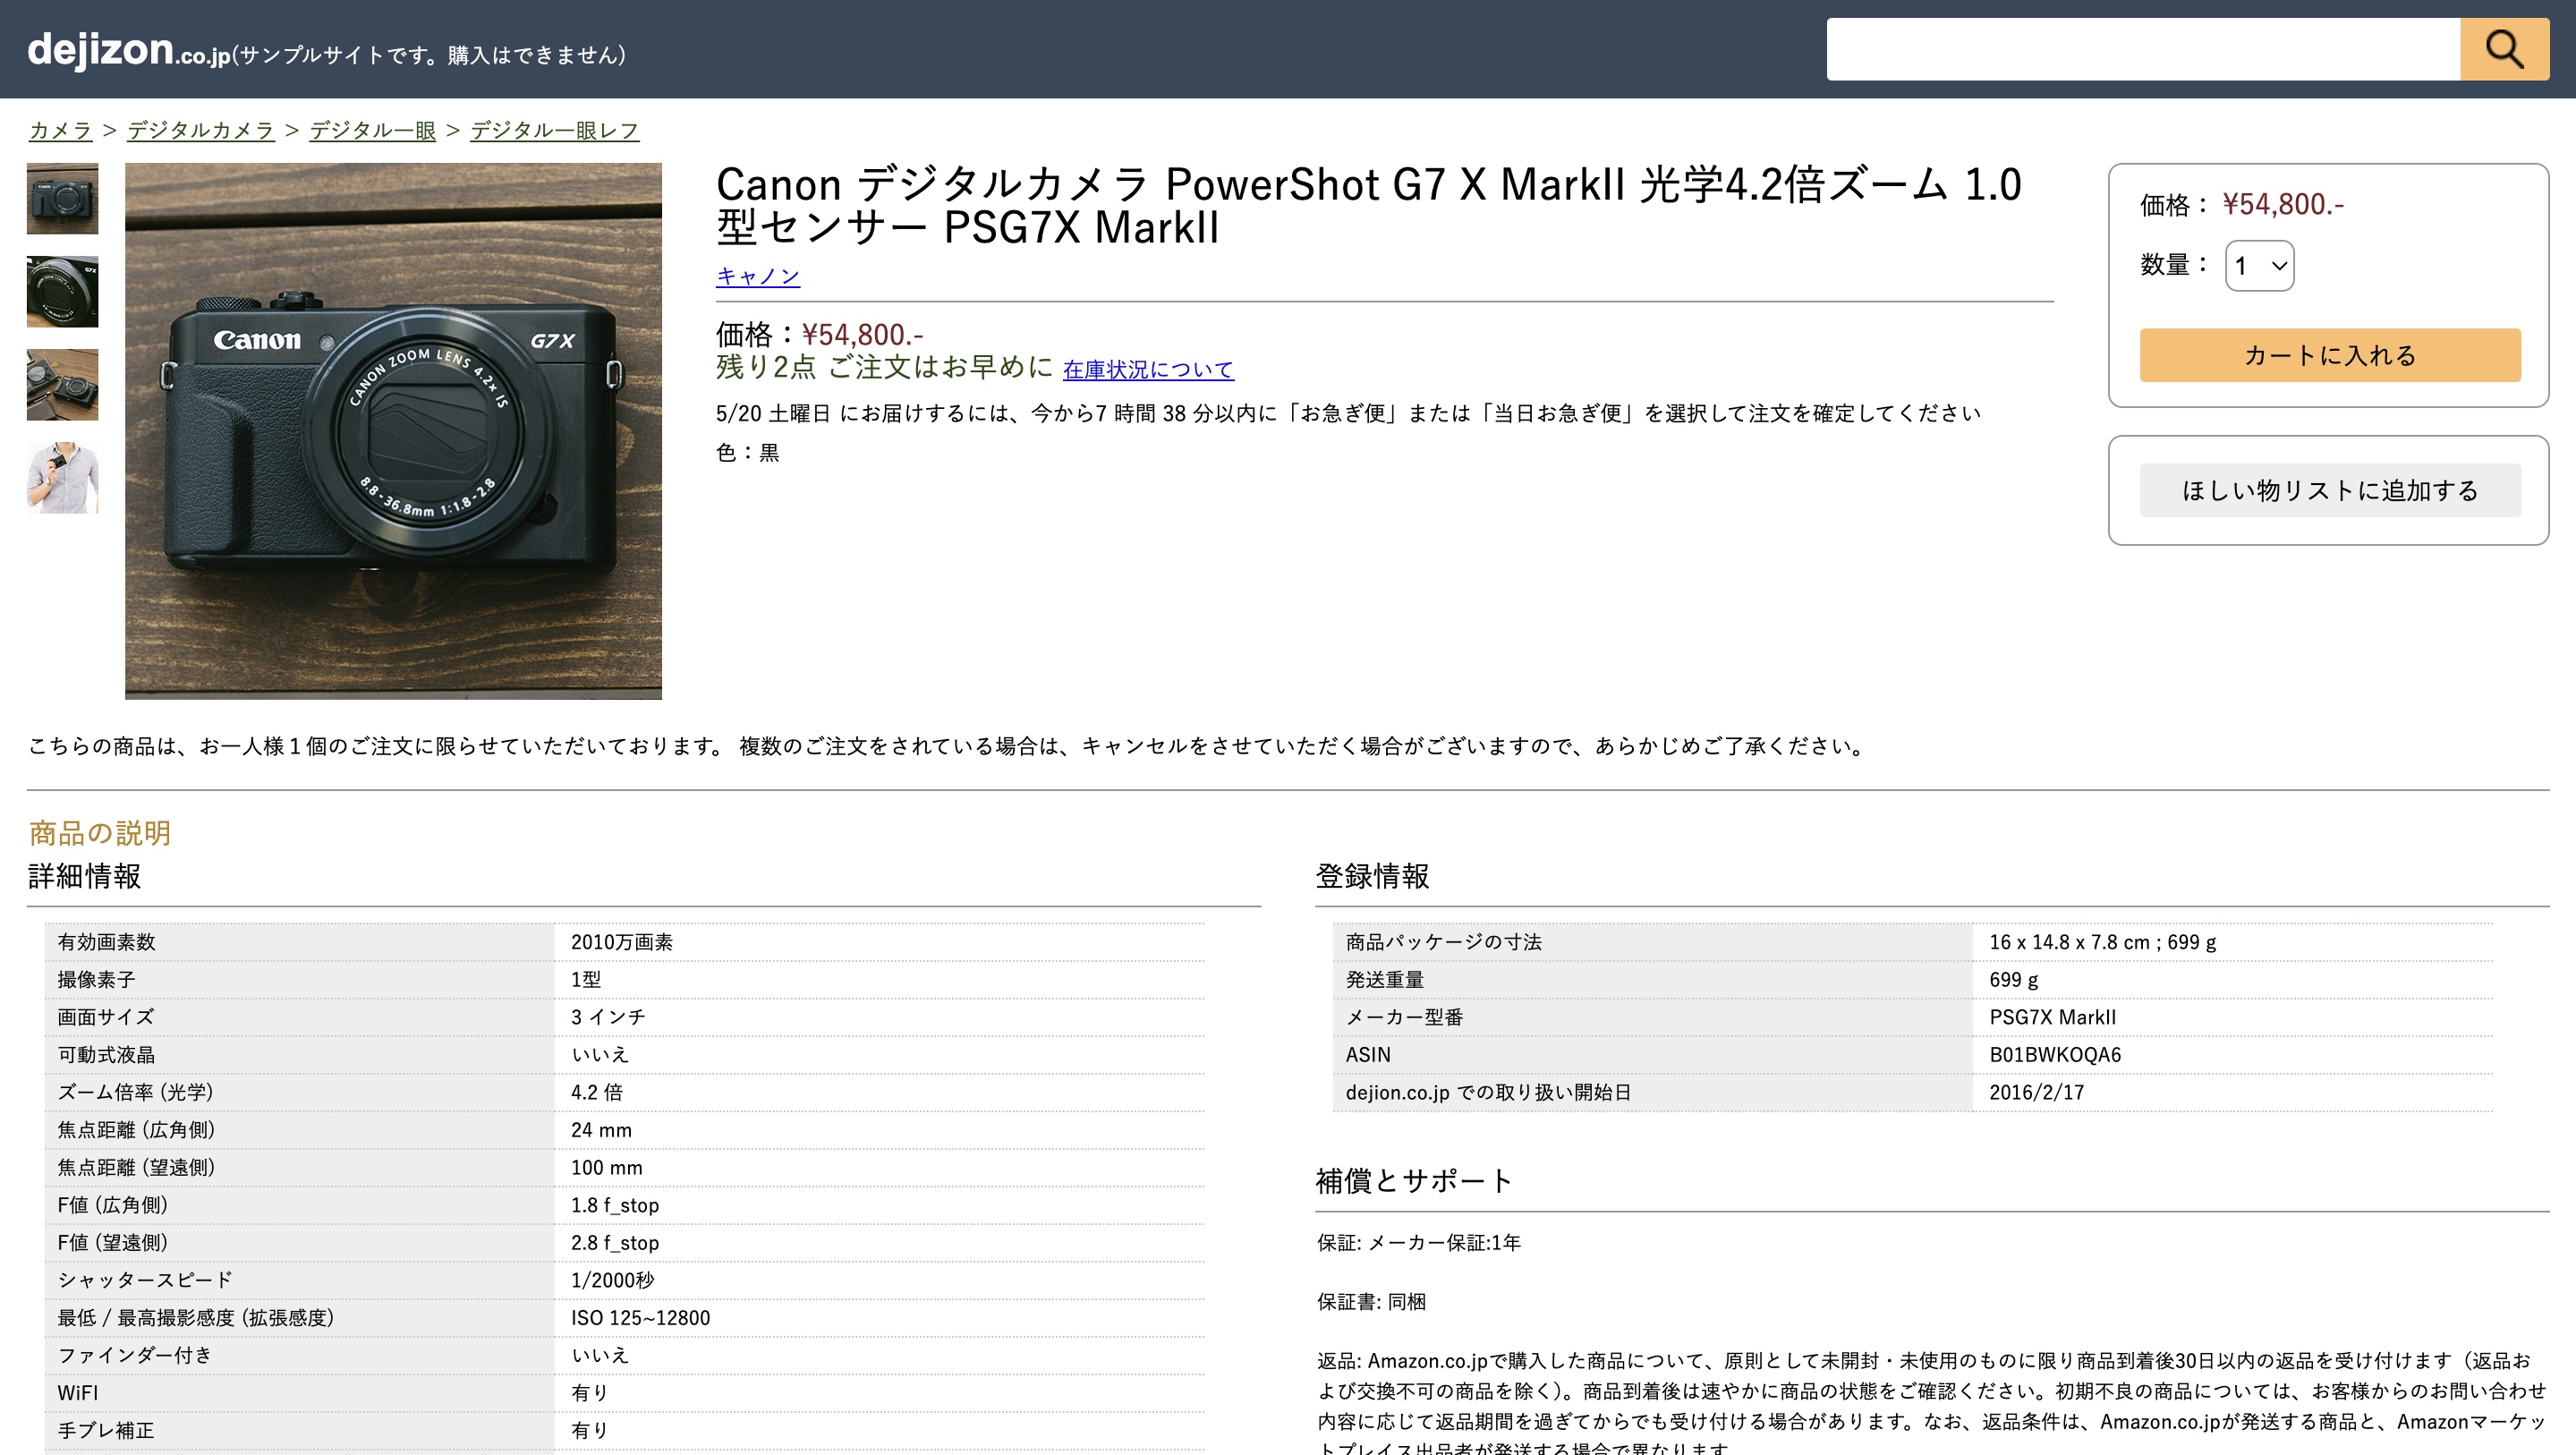 dejizon.co.jp(サンプルサイトです。購入はできません)
カメラ > デジタルカメラ > デジタル一眼 > デジタル一眼レフ
Canon デジタルカメラ PowerShot G7 X MarkII 光学4.2倍ズーム 1.0
型センサー PSG7X MarkII
キャノン
価格：¥54,800.-
残り2点 ご注文はお早めに 在庫状況について
5/20 土曜日 にお届けするには、今から7 時間 38 分以内に「お急ぎ便」または「当日お急ぎ便」を選択して注文を確定してください
色：黒
Canon
G7X
CANON ZOOM LENS 4.2x IS
8.8-36.8mm 1:1.8-2.8
価格： ¥54,800.-
数量： 1
カートに入れる
ほしい物リストに追加する
こちらの商品は、お一人様１個のご注文に限らせていただいております。 複数のご注文をされている場合は、キャンセルをさせていただく場合がございますので、あらかじめご了承ください。
商品の説明
詳細情報
有効画素数 2010万画素
撮像素子 1型
画面サイズ 3 インチ
可動式液晶 いいえ
ズーム倍率 (光学) 4.2 倍
焦点距離 (広角側) 24 mm
焦点距離 (望遠側) 100 mm
F値 (広角側) 1.8 f_stop
F値 (望遠側) 2.8 f_stop
シャッタースピード 1/2000秒
最低 / 最高撮影感度 (拡張感度) ISO 125~12800
ファインダー付き いいえ
WiFI 有り
手ブレ補正 有り
登録情報
商品パッケージの寸法 16 x 14.8 x 7.8 cm ; 699 g
発送重量 699 g
メーカー型番 PSG7X MarkII
ASIN B01BWKOQA6
dejion.co.jp での取り扱い開始日 2016/2/17
補償とサポート
保証: メーカー保証:1年
保証書: 同梱
返品: Amazon.co.jpで購入した商品について、原則として未開封・未使用のものに限り商品到着後30日以内の返品を受け付けます（返品お
よび交換不可の商品を除く）。商品到着後は速やかに商品の状態をご確認ください。初期不良の商品については、お客様からのお問い合わせ
内容に応じて返品期間を過ぎてからでも受け付ける場合があります。なお、返品条件は、Amazon.co.jpが発送する商品と、Amazonマーケッ
トプレイス出品者が発送する場合で異なります。